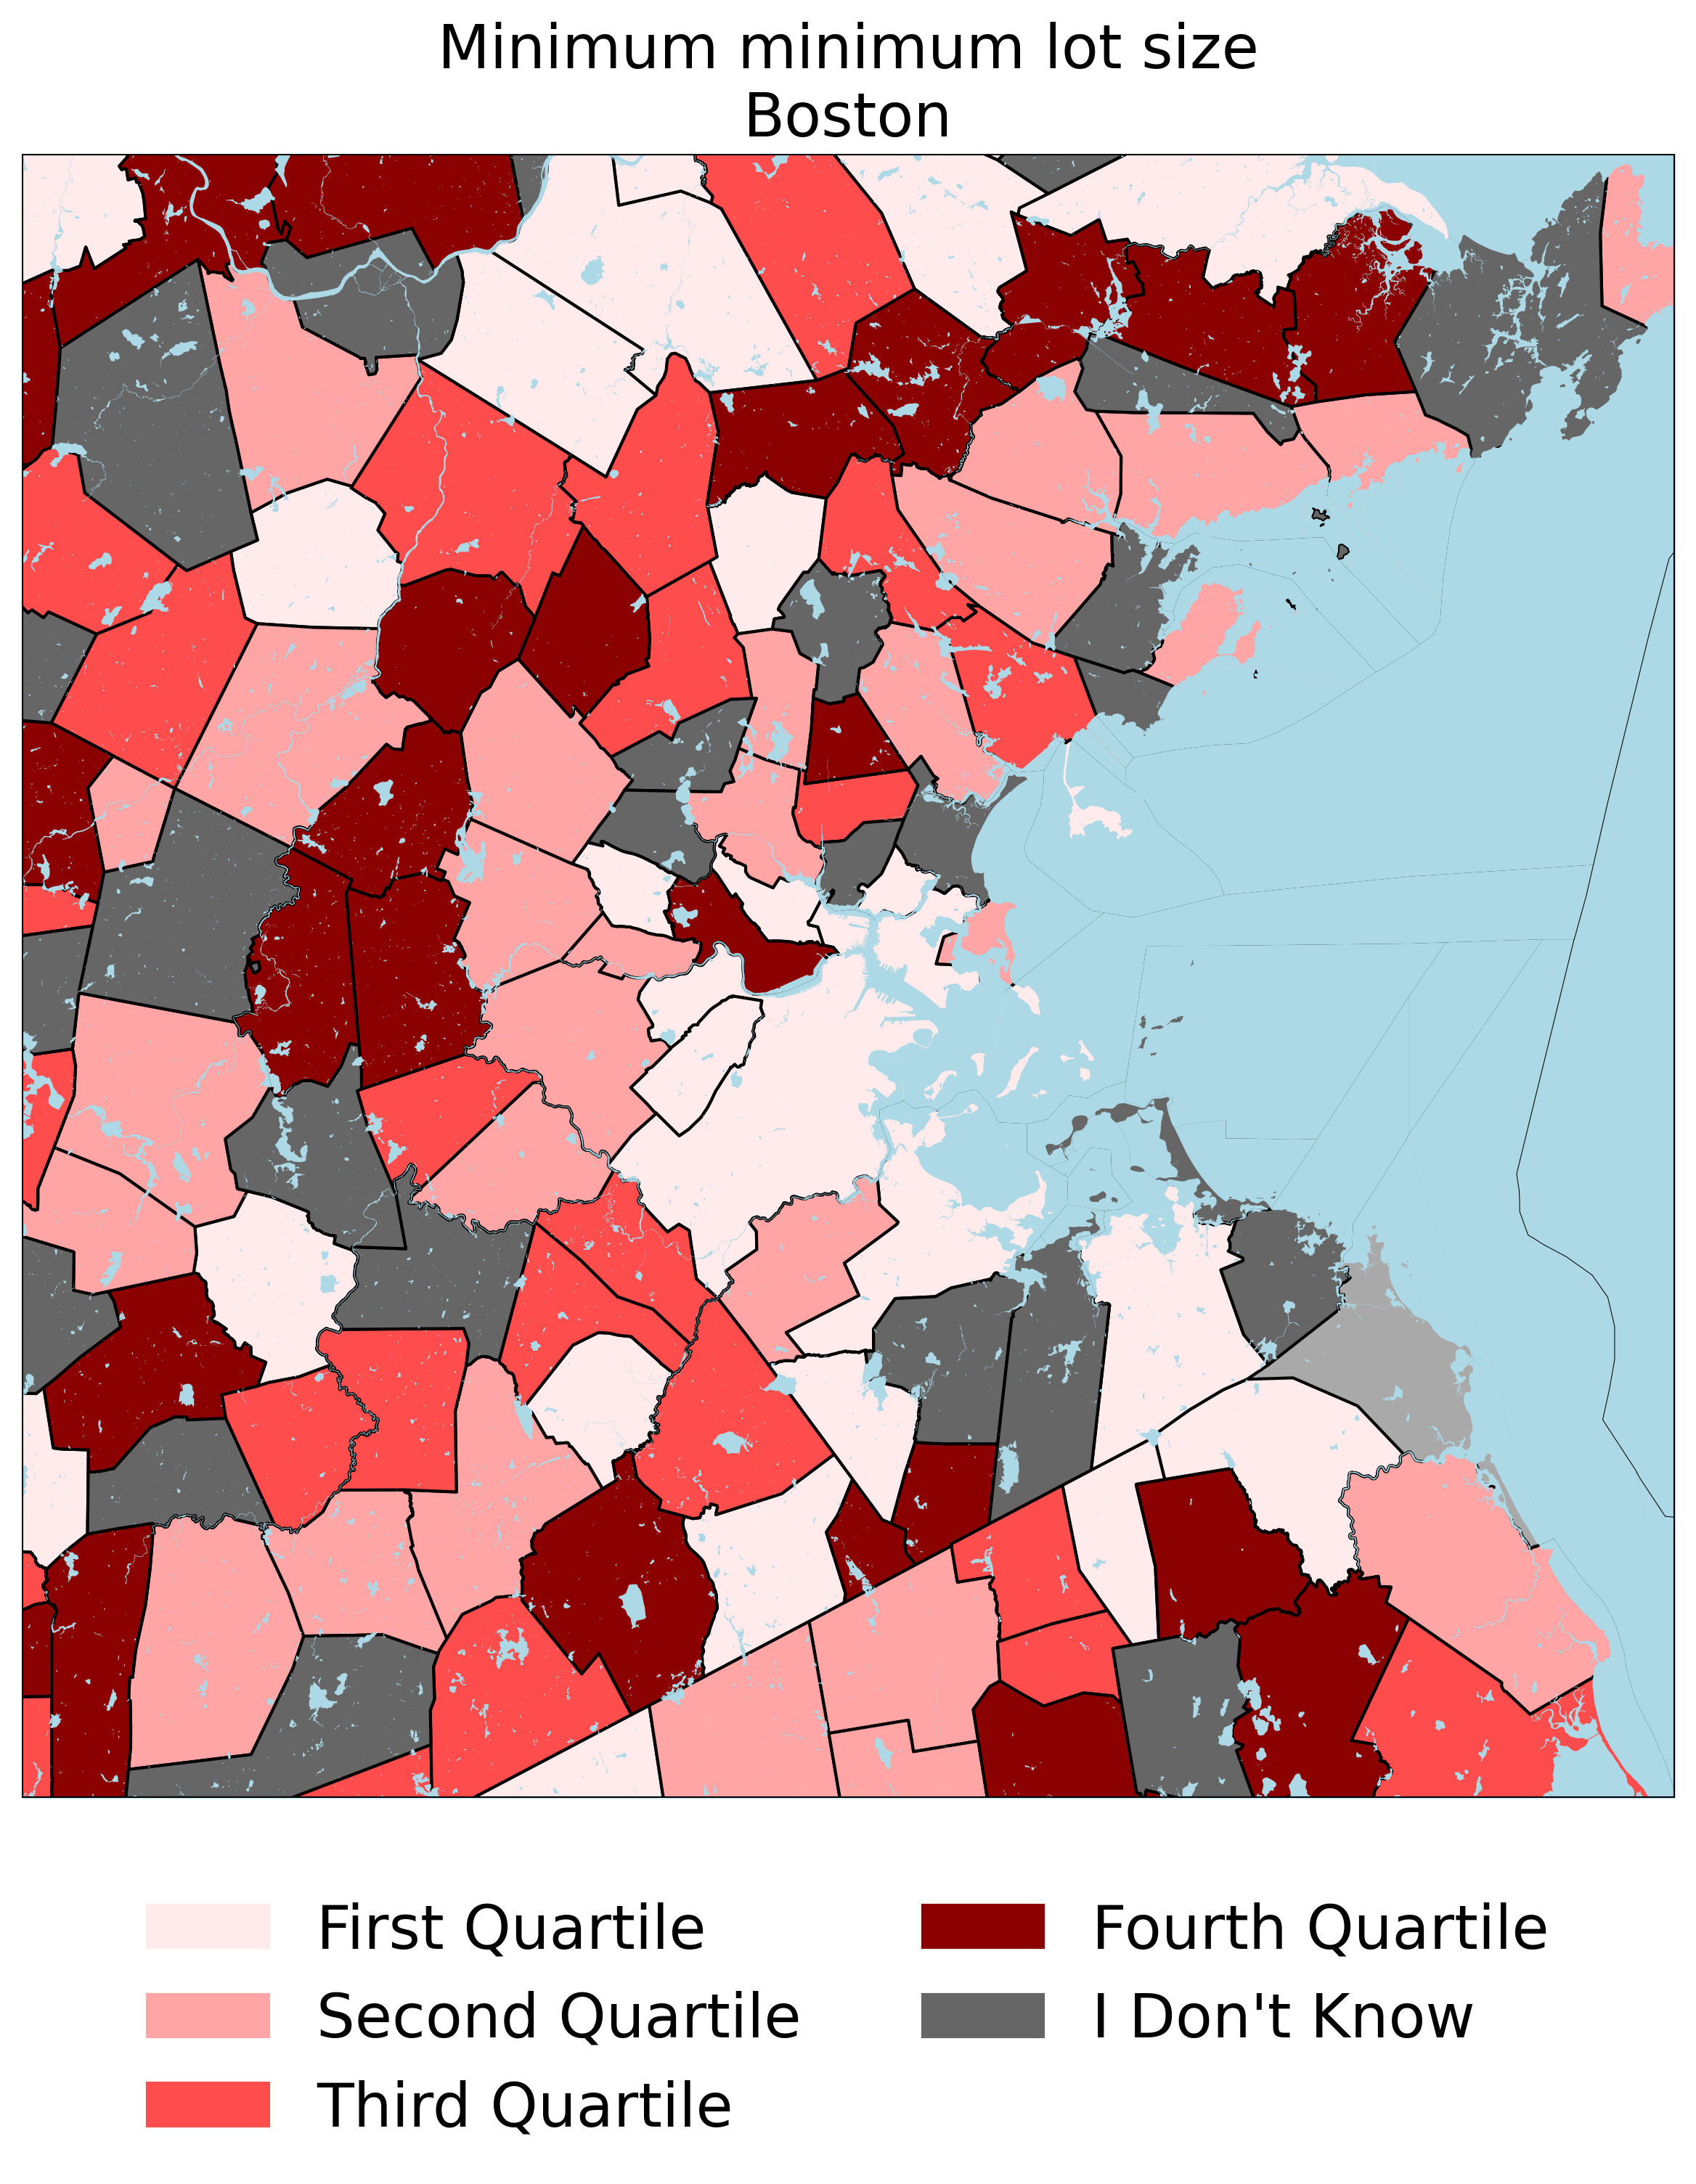 Minimum minimum lot size
Boston
First Quartile
Second Quartile
Third Quartile
Fourth Quartile
I Don't Know